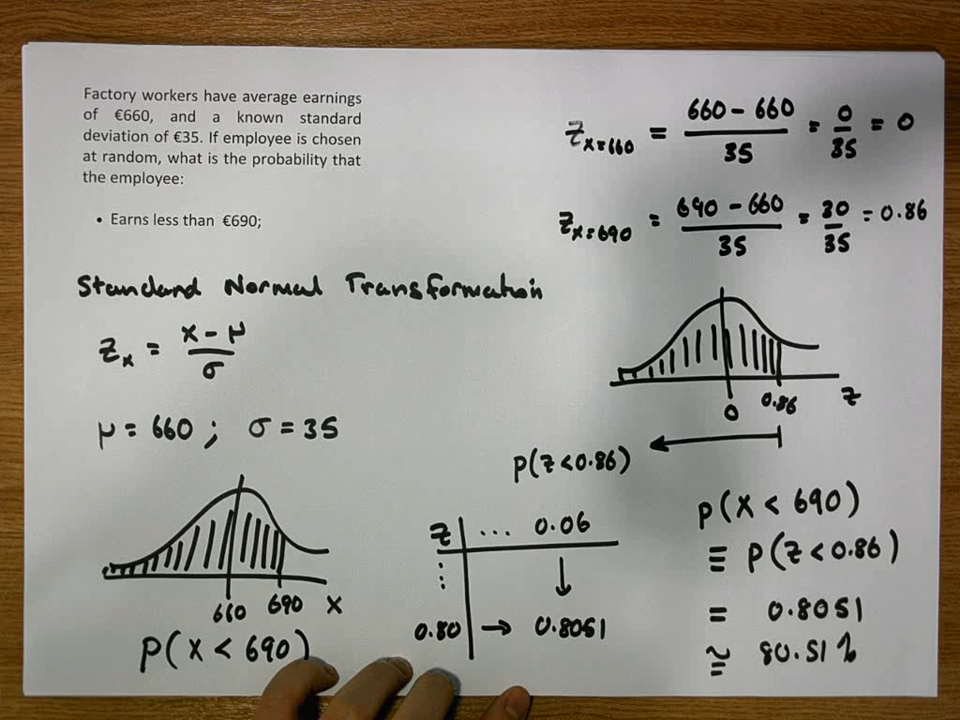 Factory workers have average earnings
of €660, and a known standard
deviation of €35. If employee is chosen
at random, what is the probability that
the employee:
• Earns less than €690;
Standard Normal Transformation
Zx = x - μ / σ
μ = 660 ; σ = 35
660 690 X
P(X < 690)
Z ... 0.06
⋮ ↓
0.80 → 0.8051
Zx=660 = 660 - 660 / 35 = 0 / 35 = 0
Zx=690 = 690 - 660 / 35 = 30 / 35 = 0.86
0 0.86 Z
P(Z < 0.86)
P(X < 690)
≡ P(Z < 0.86)
= 0.8051
≅ 80.51%